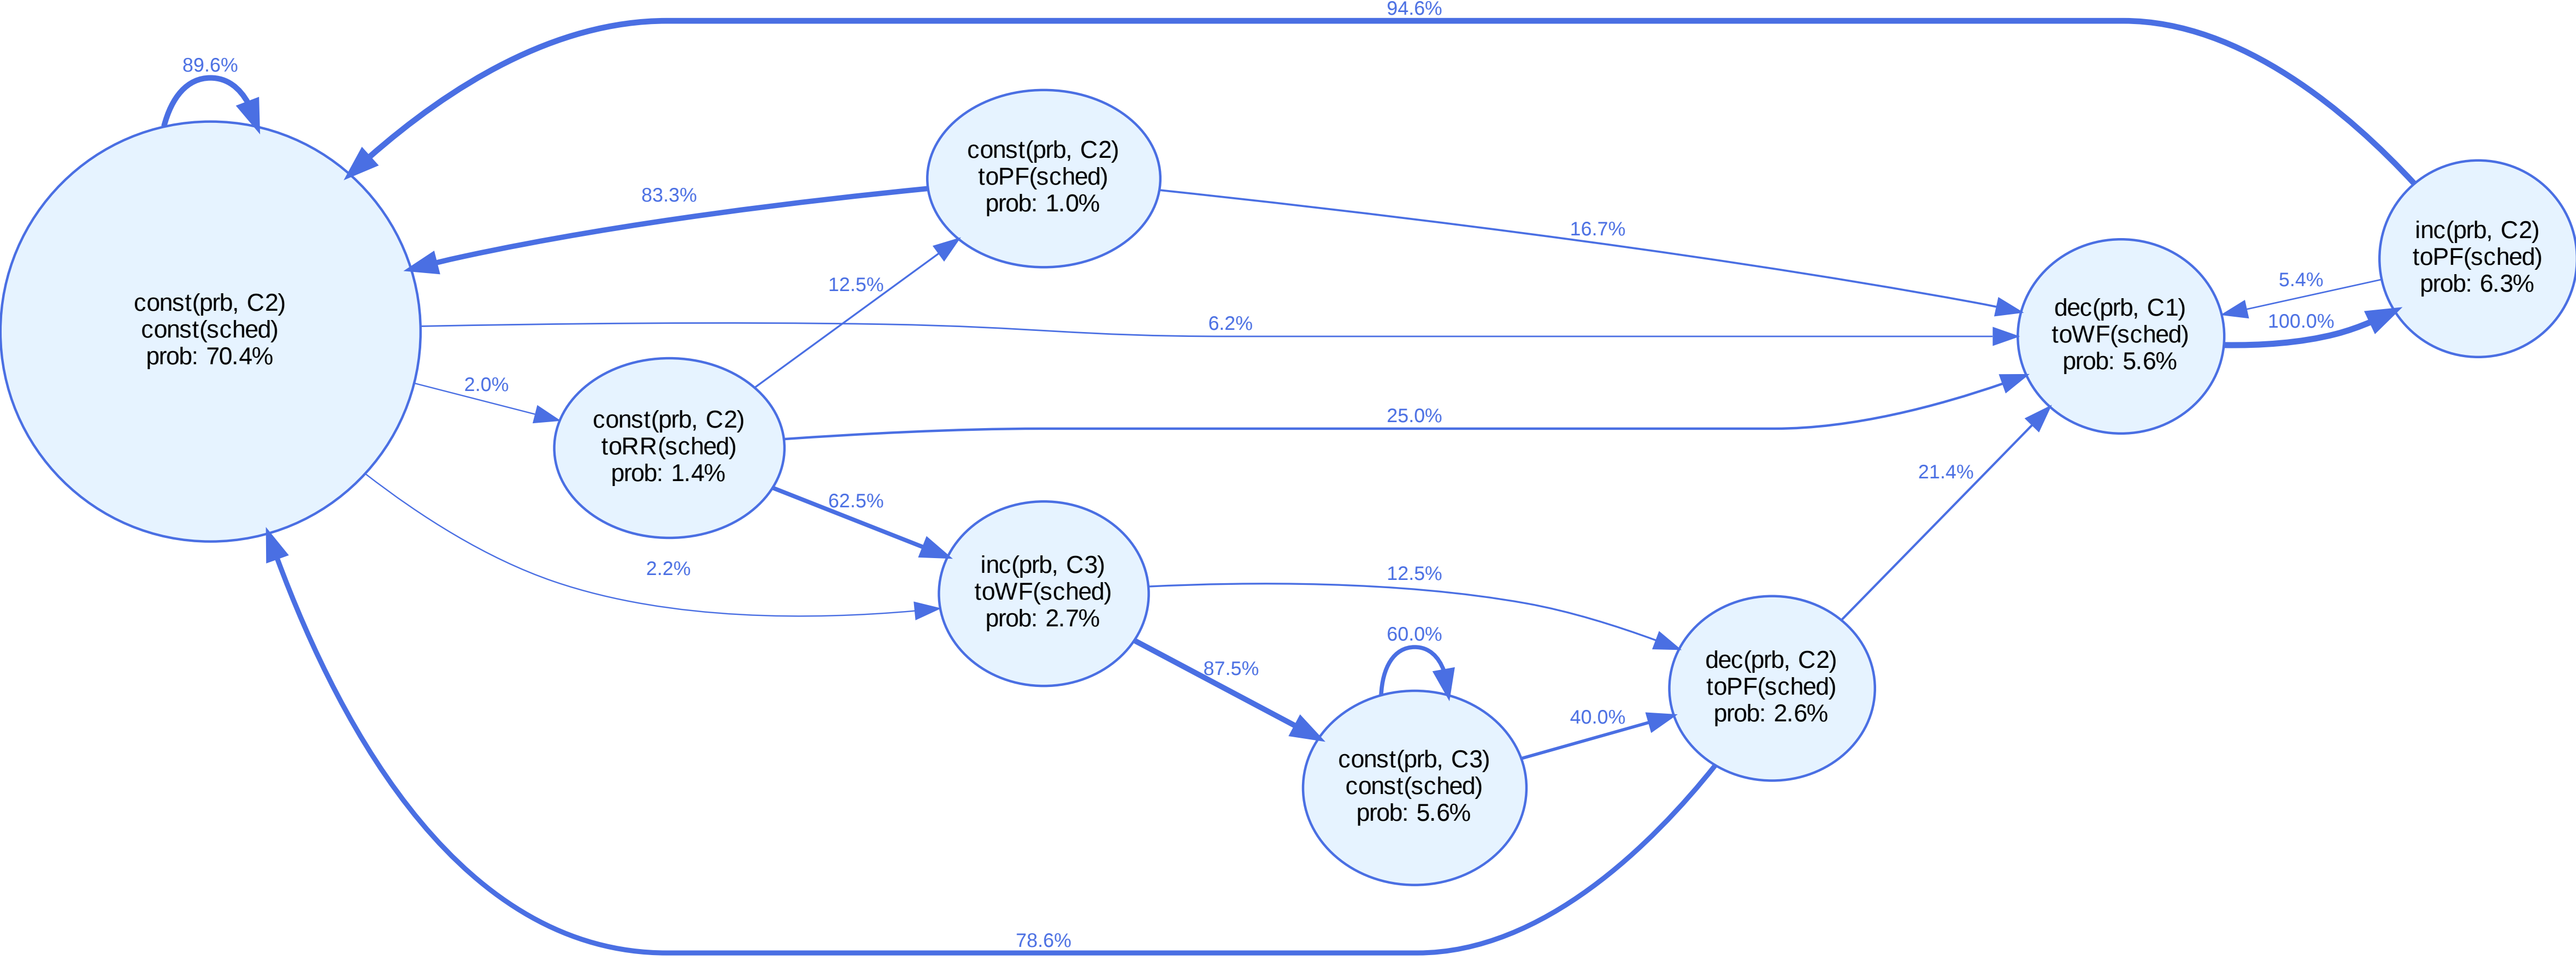 94.6%
89.6%
const(prb, C2)
toPF(sched)
prob: 1.0%
83.3%
16.7%
inc(prb, C2)
toPF(sched)
prob: 6.3%
5.4%
12.5%
const(prb, C2)
const(sched)
prob: 70.4%
6.2%
dec(prb, C1)
toWF(sched)
prob: 5.6%
100.0%
2.0%
const(prb, C2)
toRR(sched)
prob: 1.4%
25.0%
21.4%
62.5%
2.2%
inc(prb, C3)
toWF(sched)
prob: 2.7%
12.5%
60.0%
87.5%
dec(prb, C2)
toPF(sched)
prob: 2.6%
40.0%
const(prb, C3)
const(sched)
prob: 5.6%
78.6%